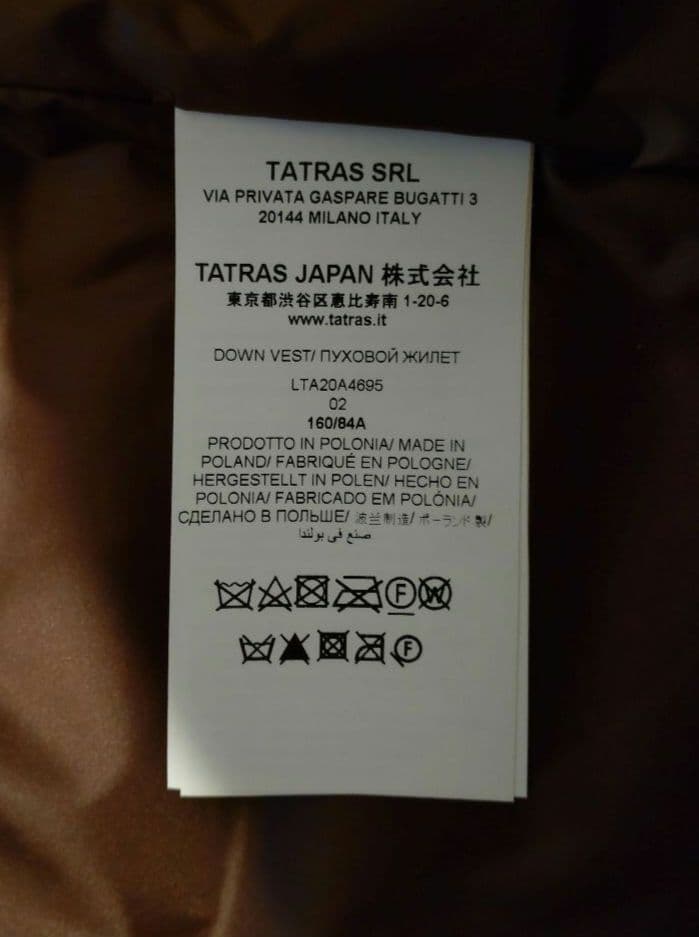 TATRAS SRL
VIA PRIVATA GASPARE BUGATTI 3
20144 MILANO ITALY
TATRAS JAPAN 株式会社
東京都渋谷区恵比寿南 1-20-6
www.tatras.it
DOWN VEST/ ПУХОВОЙ ЖИЛЕТ
LTA20A4695
02
160/84A
PRODOTTO IN POLONIA/ MADE IN
POLAND/ FABRIQUÉ EN POLOGNE/
HERGESTELLT IN POLEN/ HECHO EN
POLONIA/ FABRICADO EM POLÓNIA/
СДЕЛАНО В ПОЛЬШЕ/ 波兰制造/ ポーランド製/
صنع في بولندا
F W
F